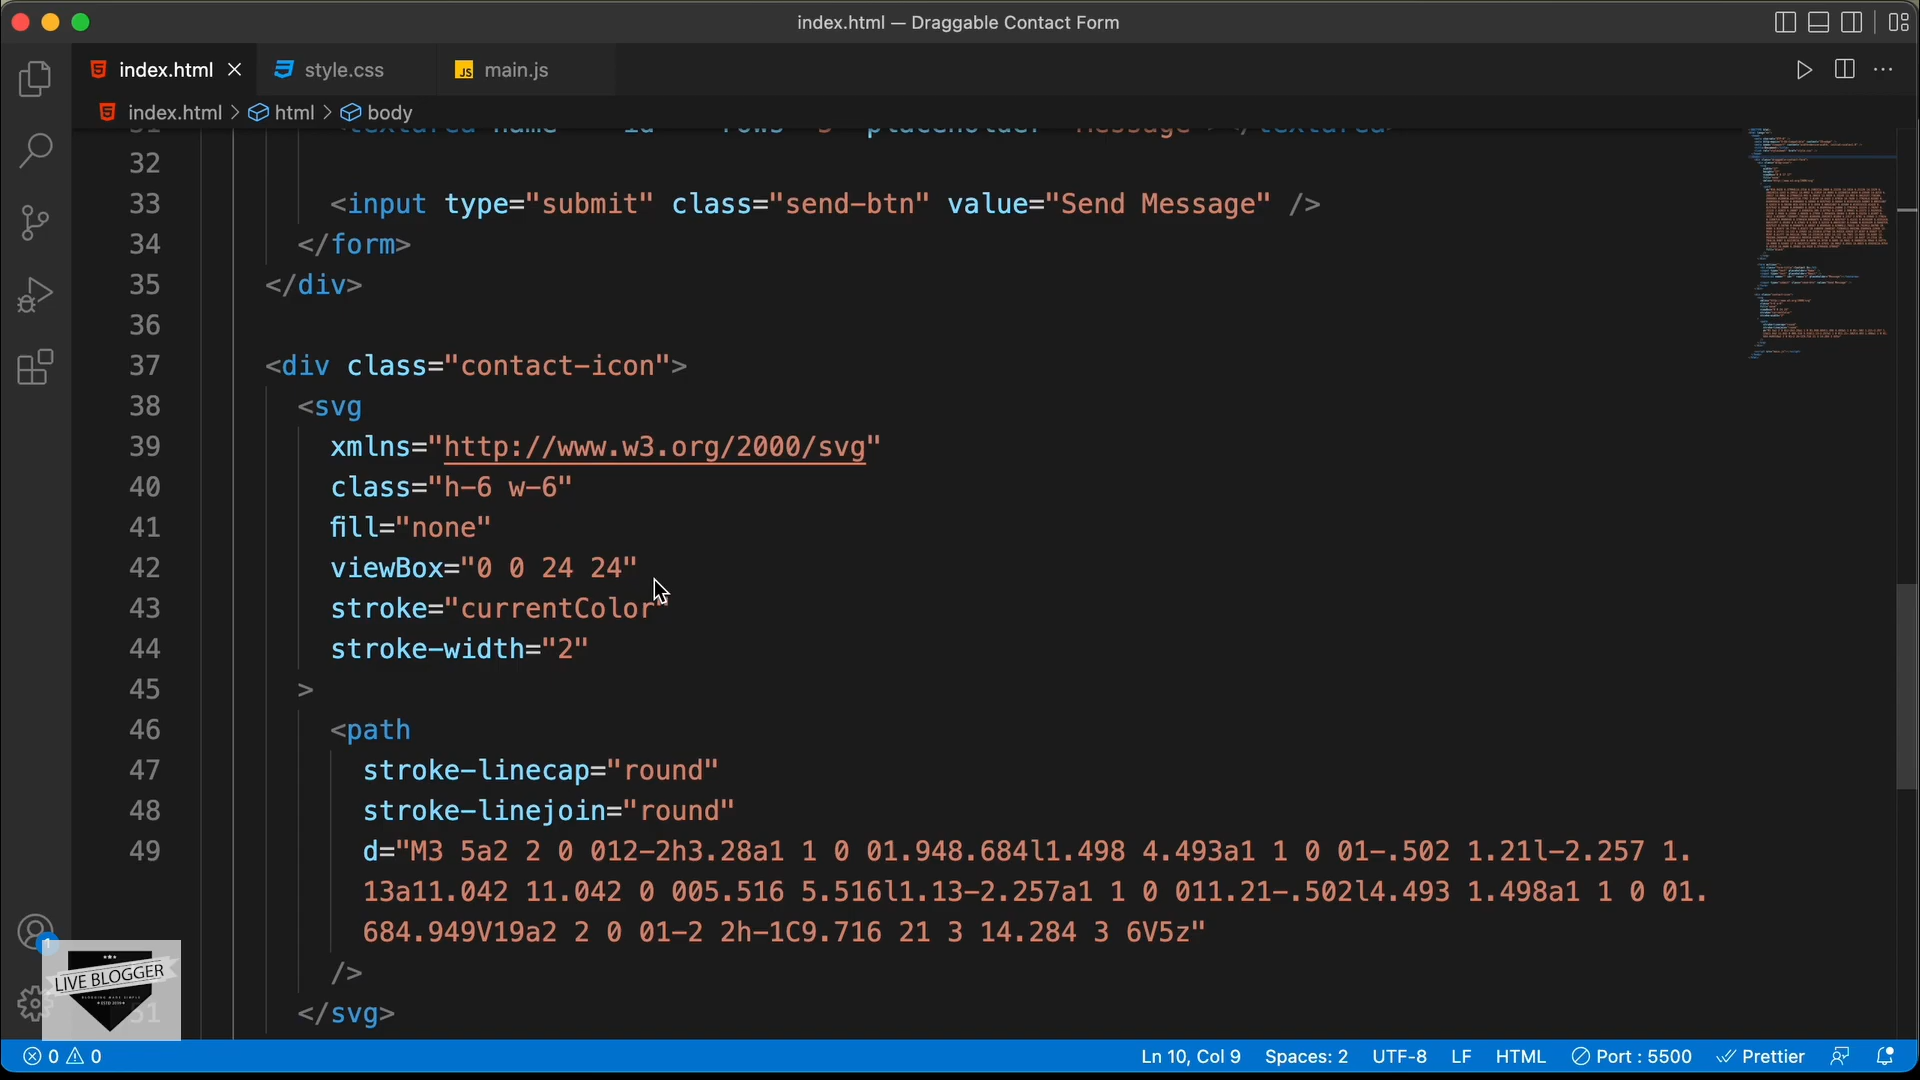 index.html — Draggable Contact Form
index.html
style.css
JS main.js
index.html > html > body
32
33 <input type="submit" class="send-btn" value="Send Message" />
34 </form>
35 </div>
36
37 <div class="contact-icon">
38 <svg
39 xmlns="http://www.w3.org/2000/svg"
40 class="h-6 w-6"
41 fill="none"
42 viewBox="0 0 24 24"
43 stroke="currentColor"
44 stroke-width="2"
45 >
46 <path
47 stroke-linecap="round"
48 stroke-linejoin="round"
49 d="M3 5a2 2 0 012-2h3.28a1 1 0 01.948.684l1.498 4.493a1 1 0 01-.502 1.21l-2.257 1.
13a11.042 11.042 0 005.516 5.516l1.13-2.257a1 1 0 011.21-.502l4.493 1.498a1 1 0 01.
684.949V19a2 2 0 01-2 2h-1C9.716 21 3 14.284 3 6V5z"
/>
51 </svg>
1
LIVE BLOGGER
0 0
Ln 10, Col 9 Spaces: 2 UTF-8 LF HTML Port : 5500 Prettier